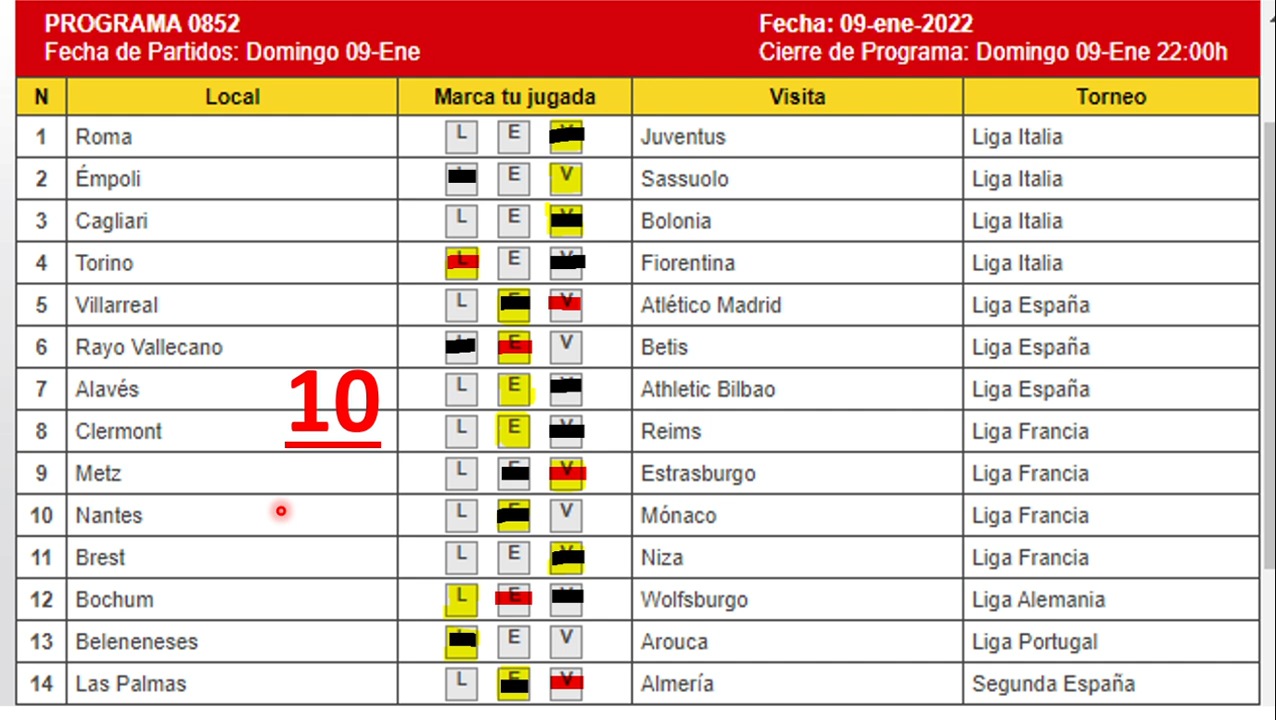 PROGRAMA 0852 Fecha: 09-ene-2022
Fecha de Partidos: Domingo 09-Ene Cierre de Programa: Domingo 09-Ene 22:00h
N Local Marca tu jugada Visita Torneo
1 Roma L E V Juventus Liga Italia
2 Émpoli E V Sassuolo Liga Italia
3 Cagliari L E V Bolonia Liga Italia
4 Torino L E V Fiorentina Liga Italia
5 Villarreal L E V Atlético Madrid Liga España
6 Rayo Vallecano L E V Betis Liga España
7 Alavés L E V Athletic Bilbao Liga España
10
8 Clermont L E V Reims Liga Francia
9 Metz L E V Estrasburgo Liga Francia
10 Nantes L E V Mónaco Liga Francia
11 Brest L E V Niza Liga Francia
12 Bochum L E V Wolfsburgo Liga Alemania
13 Beleneneses L E V Arouca Liga Portugal
14 Las Palmas L E V Almería Segunda España